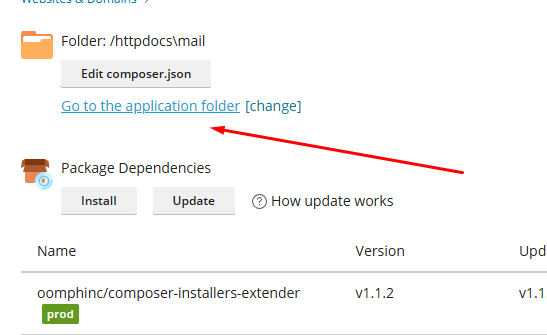 Websites & Domains >
Folder: /httpdocs\mail
Edit composer.json
Go to the application folder [change]
Package Dependencies
Install Update ? How update works
Name Version Upd
oomphinc/composer-installers-extender v1.1.2 v1.1
prod